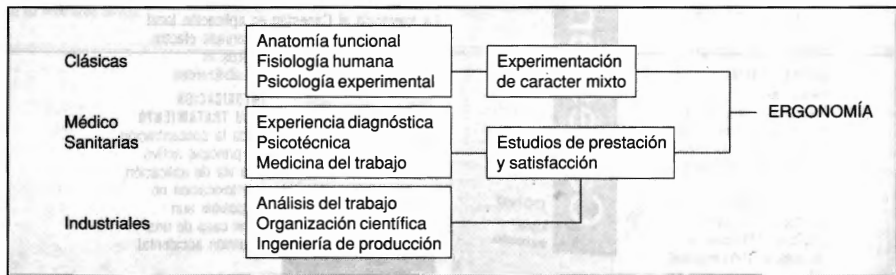 Clásicas
Anatomía funcional
Fisiología humana
Psicología experimental
Experimentación
de caracter mixto
Médico
Sanitarias
Experiencia diagnóstica
Psicotécnica
Medicina del trabajo
Estudios de prestación
y satisfacción
ERGONOMÍA
Industriales
Análisis del trabajo
Organización científica
Ingeniería de producción